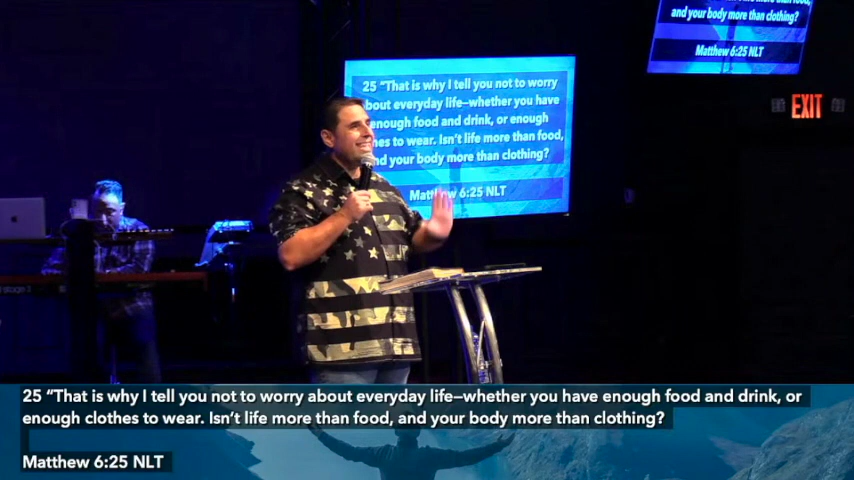 and your body more than clothing?
Matthew 6:25 NLT
EXIT
25 “That is why I tell you not to worry
about everyday life—whether you have
enough food and drink, or enough
hes to wear. Isn’t life more than food,
d your body more than clothing?
Matthew 6:25 NLT
25 “That is why I tell you not to worry about everyday life—whether you have enough food and drink, or
enough clothes to wear. Isn’t life more than food, and your body more than clothing?
Matthew 6:25 NLT